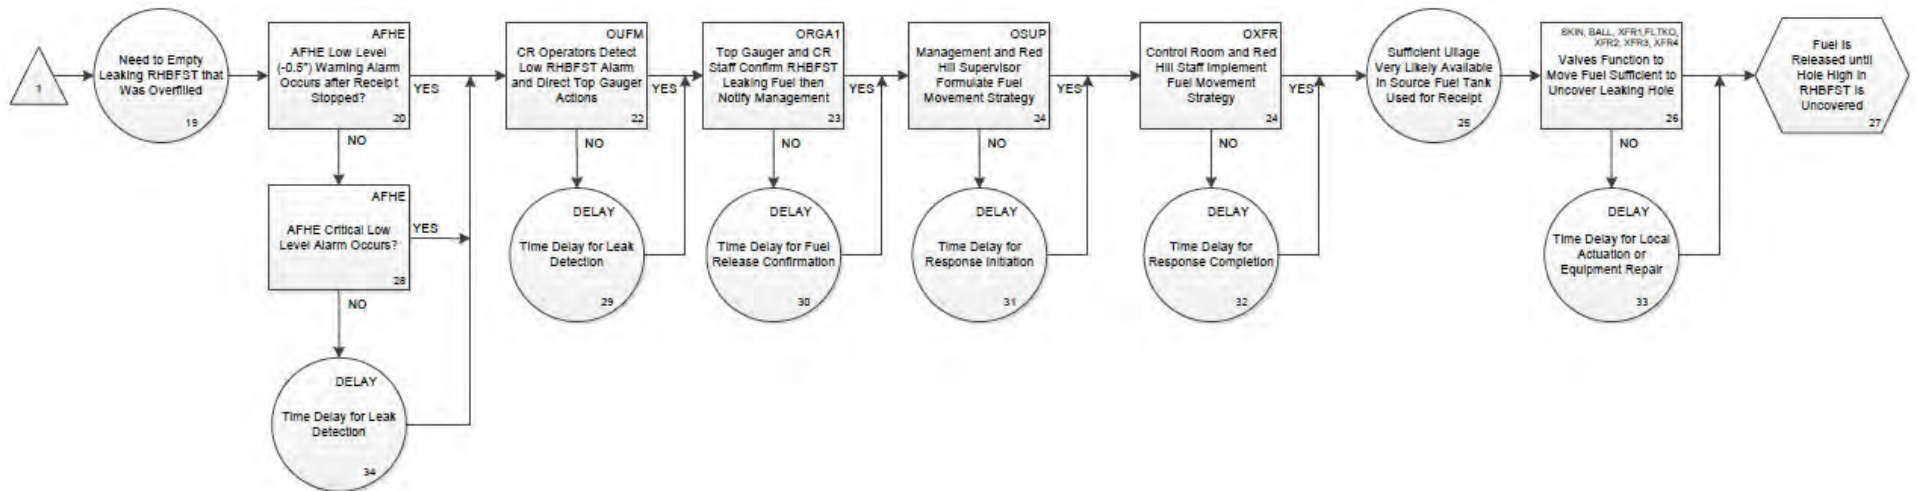 1
Need to Empty
Leaking RHBFST that
Was Overfilled
19
AFHE
AFHE Low Level
(-0.5") Warning Alarm
Occurs after Receipt
Stopped?
20
YES
NO
AFHE
AFHE Critical Low
Level Alarm Occurs?
28
YES
NO
DELAY
Time Delay for Leak
Detection
34
OUFM
CR Operators Detect
Low RHBFST Alarm
and Direct Top Gauger
Actions
22
YES
NO
DELAY
Time Delay for Leak
Detection
29
ORGA1
Top Gauger and CR
Staff Confirm RHBFST
Leaking Fuel then
Notify Management
23
YES
NO
DELAY
Time Delay for Fuel
Release Confirmation
30
OSUP
Management and Red
Hill Supervisor
Formulate Fuel
Movement Strategy
24
YES
NO
DELAY
Time Delay for
Response Initiation
31
OXFR
Control Room and Red
Hill Staff Implement
Fuel Movement
Strategy
24
YES
NO
DELAY
Time Delay for
Response Completion
32
Sufficient Ullage
Very Likely Available
in Source Fuel Tank
Used for Receipt
25
SKIN, BALL, XFR1,FLTKO,
XFR2, XFR3, XFR4
Valves Function to
Move Fuel Sufficient to
Uncover Leaking Hole
26
YES
NO
DELAY
Time Delay for Local
Actuation or
Equipment Repair
33
Fuel is
Released until
Hole High in
RHBFST is
Uncovered
27